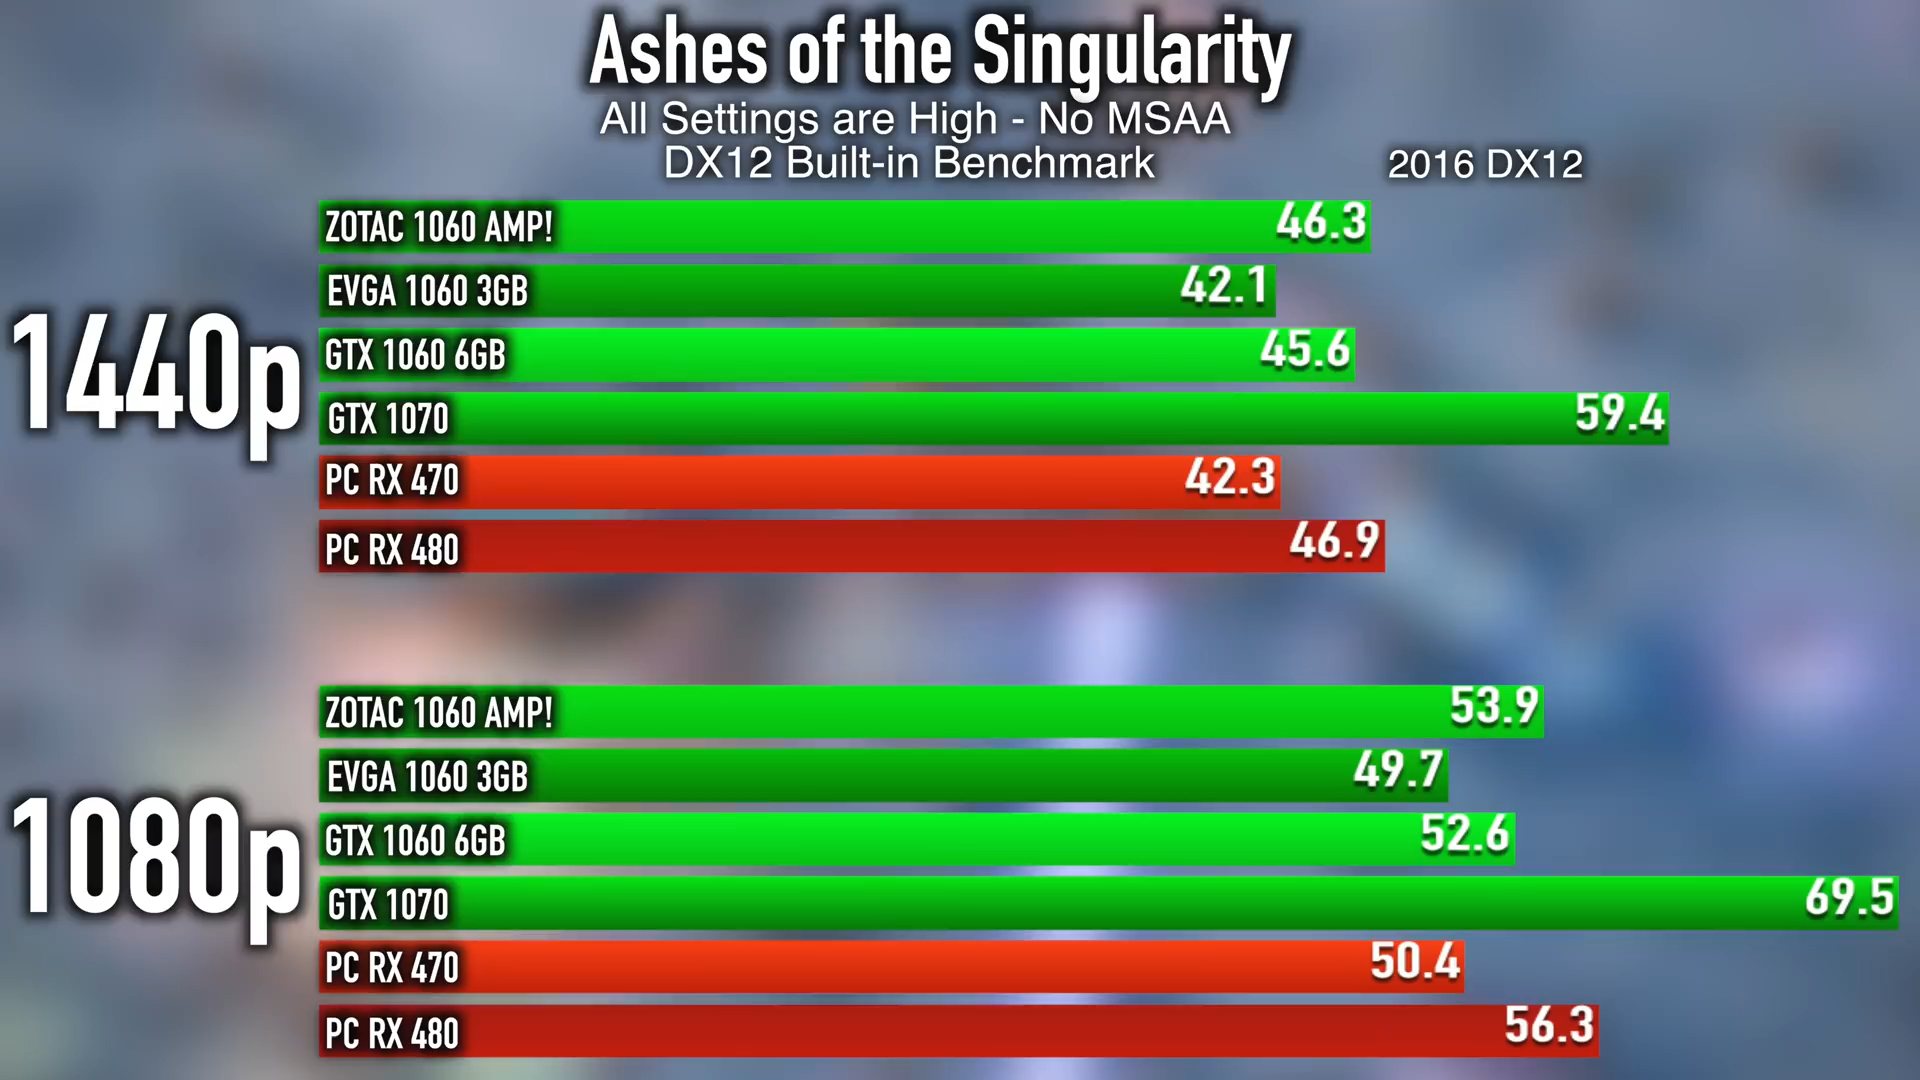 Ashes of the Singularity
All Settings are High - No MSAA
DX12 Built-in Benchmark
2016 DX12
1440p
ZOTAC 1060 AMP! 46.3
EVGA 1060 3GB 42.1
GTX 1060 6GB 45.6
GTX 1070 59.4
PC RX 470 42.3
PC RX 480 46.9
1080p
ZOTAC 1060 AMP! 53.9
EVGA 1060 3GB 49.7
GTX 1060 6GB 52.6
GTX 1070 69.5
PC RX 470 50.4
PC RX 480 56.3